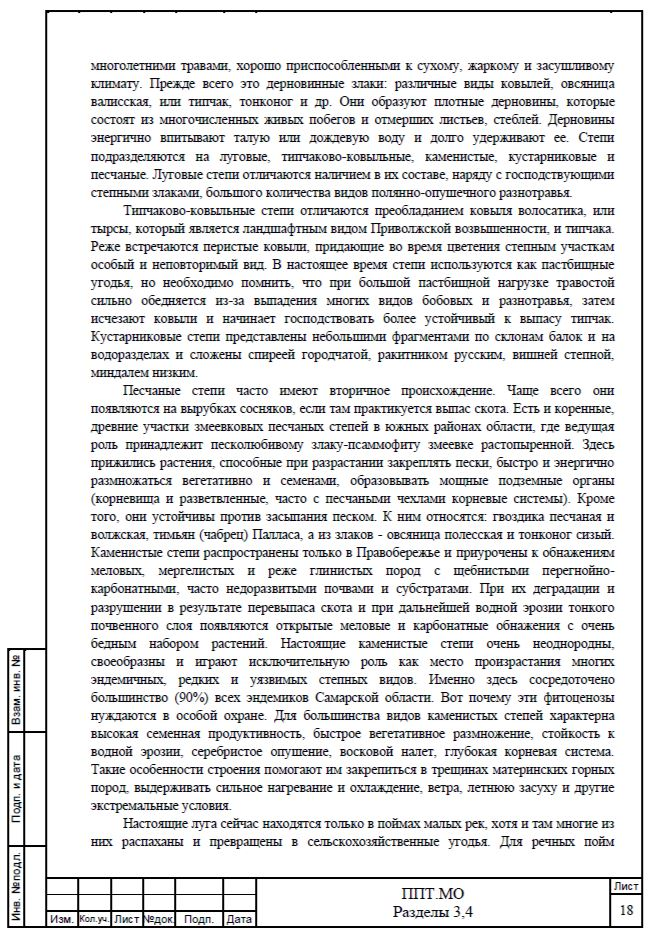 многолетними травами, хорошо приспособленными к сухому, жаркому и засушливому
климату. Прежде всего это дерновинные злаки: различные виды ковылей, овсяница
валисская, или типчак, тонконог и др. Они образуют плотные дерновины, которые
состоят из многочисленных живых побегов и отмерших листьев, стеблей. Дерновины
энергично впитывают талую или дождевую воду и долго удерживают ее. Степи
подразделяются на луговые, типчаково-ковыльные, каменистые, кустарниковые и
песчаные. Луговые степи отличаются наличием в их составе, наряду с господствующими
степными злаками, большого количества видов полянно-опушечного разнотравья.
Типчаково-ковыльные степи отличаются преобладанием ковыля волосатика, или
тырсы, который является ландшафтным видом Приволжской возвышенности, и типчака.
Реже встречаются перистые ковыли, придающие во время цветения степным участкам
особый и неповторимый вид. В настоящее время степи используются как пастбищные
угодья, но необходимо помнить, что при большой пастбищной нагрузке травостой
сильно обедняется из-за выпадения многих видов бобовых и разнотравья, затем
исчезают ковыли и начинает господствовать более устойчивый к выпасу типчак.
Кустарниковые степи представлены небольшими фрагментами по склонам балок и на
водоразделах и сложены спиреей городчатой, ракитником русским, вишней степной,
миндалем низким.
Песчаные степи часто имеют вторичное происхождение. Чаще всего они
появляются на вырубках сосняков, если там практикуется выпас скота. Есть и коренные,
древние участки змеевковых песчаных степей в южных районах области, где ведущая
роль принадлежит песколюбивому злаку-псаммофиту змеевке растопыренной. Здесь
прижились растения, способные при разрастании закреплять пески, быстро и энергично
размножаться вегетативно и семенами, образовывать мощные подземные органы
(корневища и разветвленные, часто с песчаными чехлами корневые системы). Кроме
того, они устойчивы против засыпания песком. К ним относятся: гвоздика песчаная и
волжская, тимьян (чабрец) Палласа, а из злаков - овсяница полесская и тонконог сизый.
Каменистые степи распространены только в Правобережье и приурочены к обнажениям
меловых, мергелистых и реже глинистых пород с щебнистыми перегнойно-
карбонатными, часто недоразвитыми почвами и субстратами. При их деградации и
разрушении в результате перевыпаса скота и при дальнейшей водной эрозии тонкого
почвенного слоя появляются открытые меловые и карбонатные обнажения с очень
бедным набором растений. Настоящие каменистые степи очень неоднородны,
своеобразны и играют исключительную роль как место произрастания многих
эндемичных, редких и уязвимых степных видов. Именно здесь сосредоточено
большинство (90%) всех эндемиков Самарской области. Вот почему эти фитоценозы
нуждаются в особой охране. Для большинства видов каменистых степей характерна
высокая семенная продуктивность, быстрое вегетативное размножение, стойкость к
водной эрозии, серебристое опушение, восковой налет, глубокая корневая система.
Такие особенности строения помогают им закрепиться в трещинах материнских горных
пород, выдерживать сильное нагревание и охлаждение, ветра, летнюю засуху и другие
экстремальные условия.
Настоящие луга сейчас находятся только в поймах малых рек, хотя и там многие из
них распаханы и превращены в сельскохозяйственные угодья. Для речных пойм
Взам. инв. №
Подп. и дата
Инв. №подл.
Изм. Кол.уч. Лист №док. Подп. Дата
ППТ.МО
Разделы 3,4
Лист
18